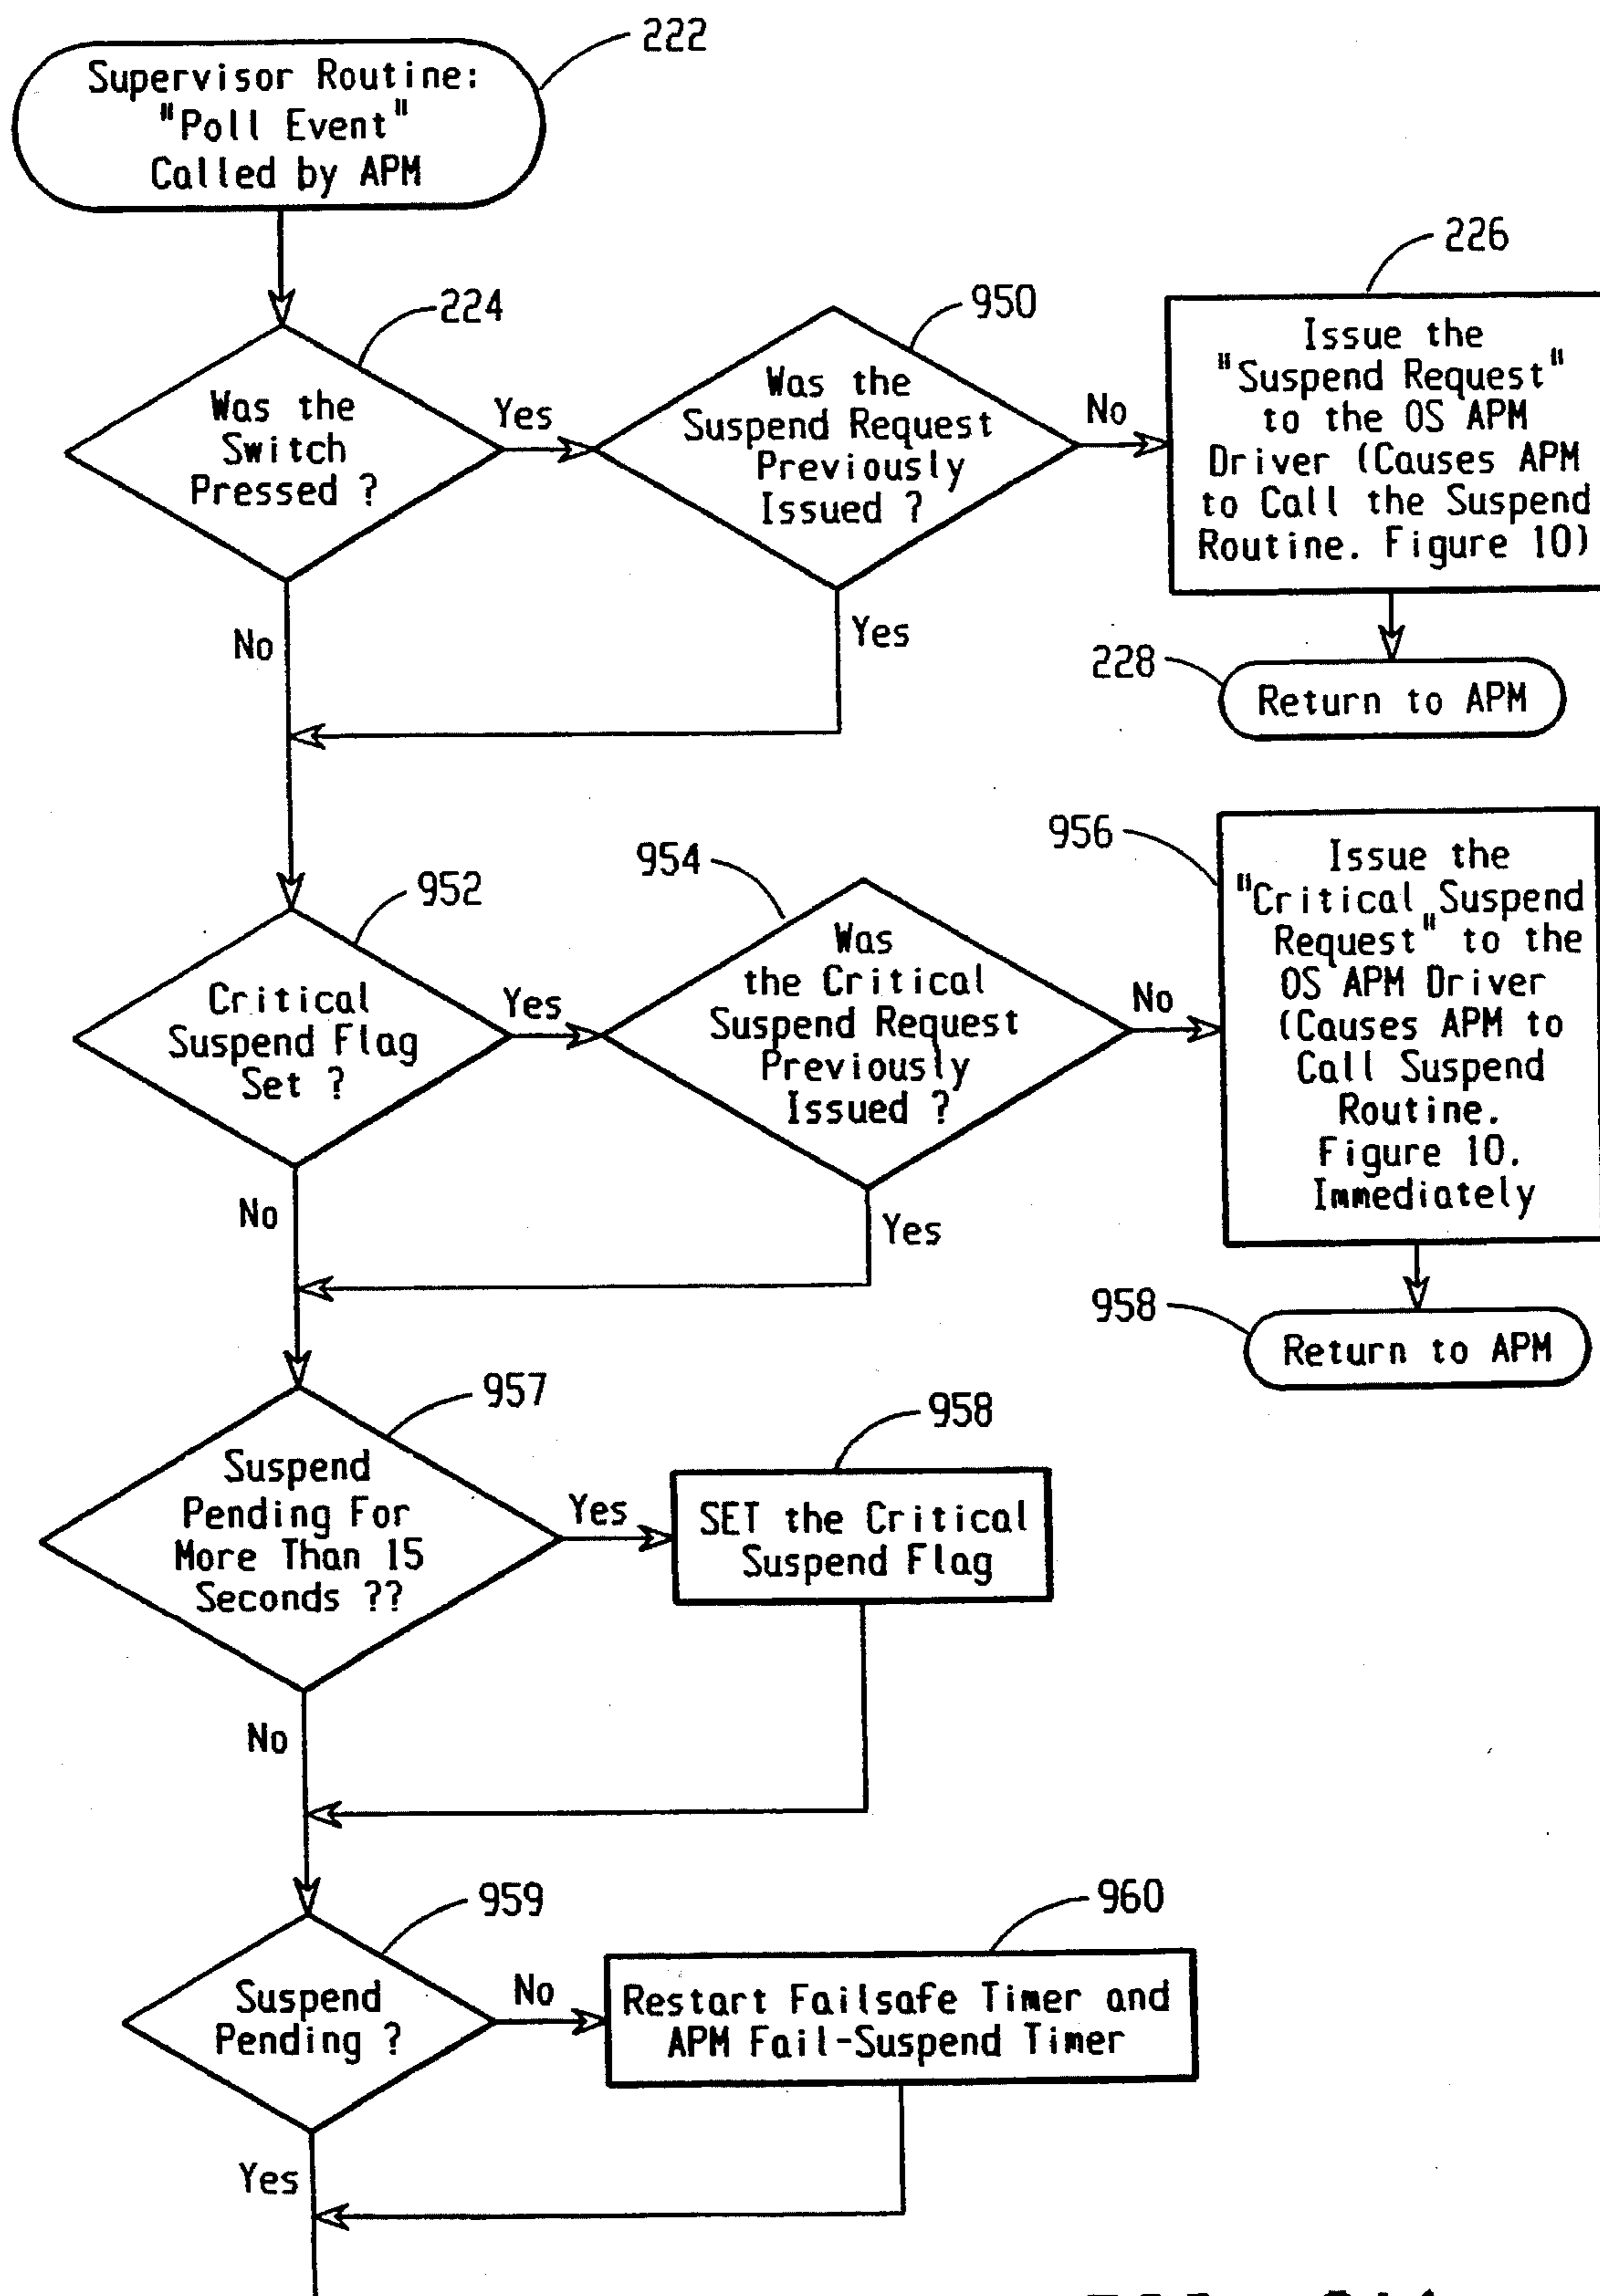 222
Supervisor Routine:
"Poll Event"
Called by APM
224
Was the
Switch
Pressed ?
Yes
No
950
Was the
Suspend Request
Previously
Issued ?
No
Yes
226
Issue the
"Suspend Request"
to the OS APM
Driver (Causes APM
to Call the Suspend
Routine. Figure 10)
228
Return to APM
952
Critical
Suspend Flag
Set ?
Yes
No
954
Was
the Critical
Suspend Request
Previously
Issued ?
No
Yes
956
Issue the
"Critical Suspend
Request" to the
OS APM Driver
(Causes APM to
Call Suspend
Routine.
Figure 10.
Immediately
958
Return to APM
957
Suspend
Pending For
More Than 15
Seconds ??
Yes
No
958
SET the Critical
Suspend Flag
959
Suspend
Pending ?
No
Yes
960
Restart Failsafe Timer and
APM Fail-Suspend Timer